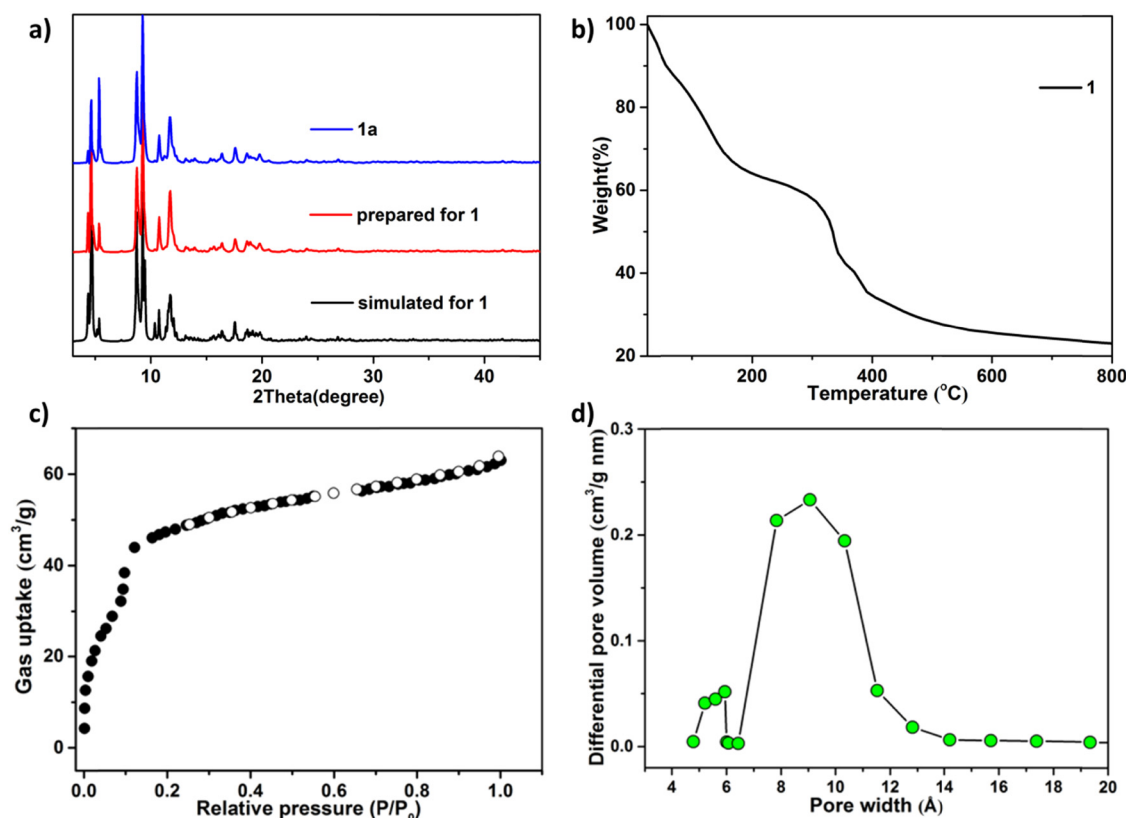 a)
1a
prepared for 1
simulated for 1
10 20 30 40
2Theta(degree)
b)
1
100
80
60
40
20
Weight(%)
200 400 600 800
Temperature (°C)
c)
60
40
20
0
Gas uptake (cm³/g)
0.0 0.2 0.4 0.6 0.8 1.0
Relative pressure (P/P₀)
d)
0.3
0.2
0.1
0.0
Differential pore volume (cm³/g nm)
4 6 8 10 12 14 16 18 20
Pore width (Å)